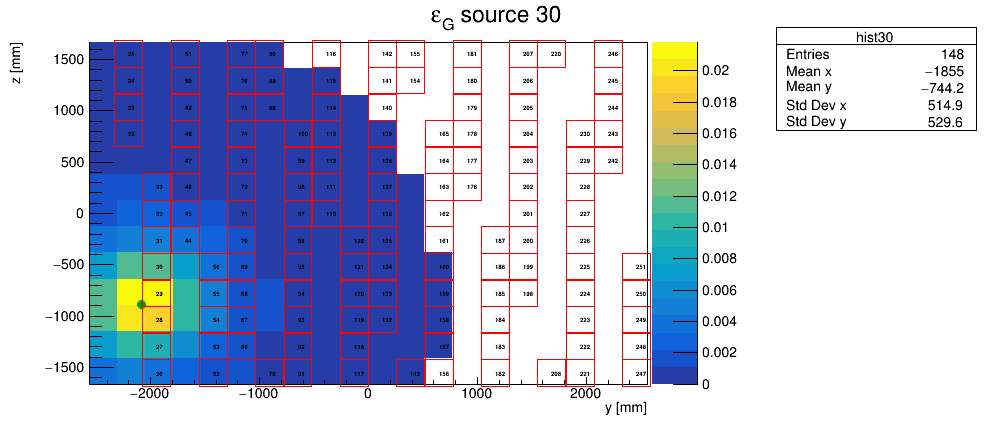 ε_G source 30
hist30
Entries 148
Mean x −1855
Mean y −744.2
Std Dev x 514.9
Std Dev y 529.6
z [mm]
1500
1000
500
0
−500
−1000
−1500
−2000 −1000 0 1000 2000
y [mm]
0.02
0.018
0.016
0.014
0.012
0.01
0.008
0.006
0.004
0.002
0
25 51 77 90 116 142 155 181 207 220 246
24 50 76 89 115 141 154 180 206 245
23 49 75 88 114 140 179 205 244
22 48 74 100 113 139 165 178 204 230 243
47 73 99 112 138 164 177 203 229 242
33 46 72 98 111 137 163 176 202 228
32 45 71 97 110 136 162 201 227
31 44 70 96 122 135 161 187 200 226
30 56 69 95 121 134 160 186 199 225 251
29 55 68 94 120 133 159 185 198 224 250
28 54 67 93 119 132 158 184 223 249
27 53 66 92 118 157 183 222 248
26 52 78 91 117 143 156 182 208 221 247